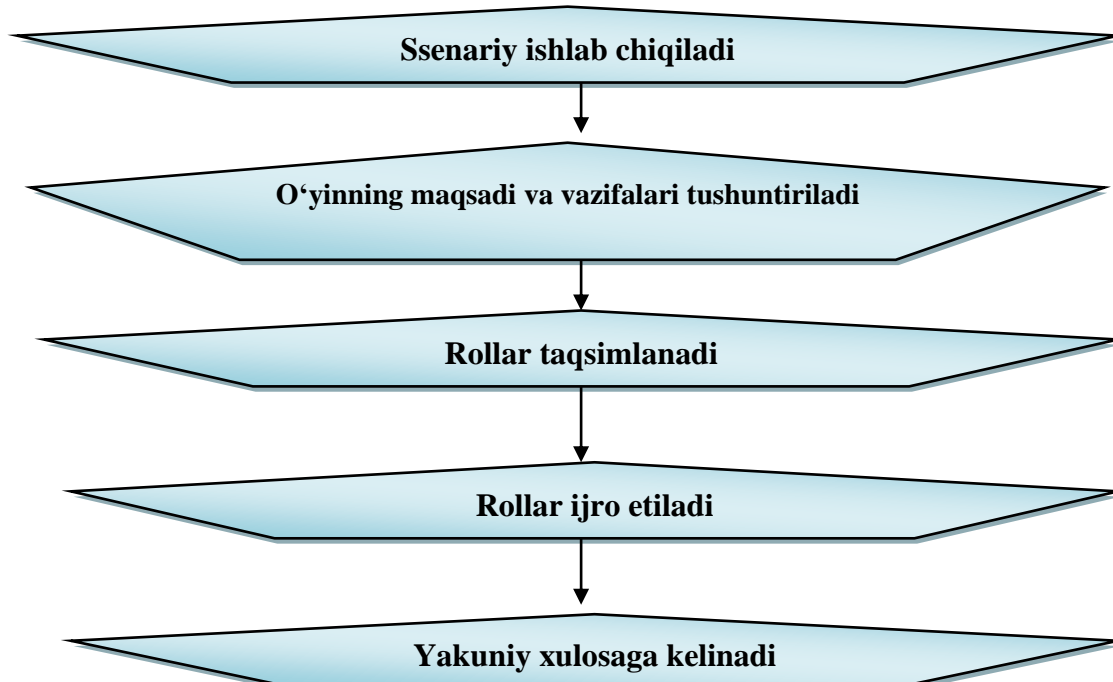 Ssenariy ishlab chiqiladi
O‘yinning maqsadi va vazifalari tushuntiriladi
Rollar taqsimlanadi
Rollar ijro etiladi
Yakuniy xulosaga kelinadi